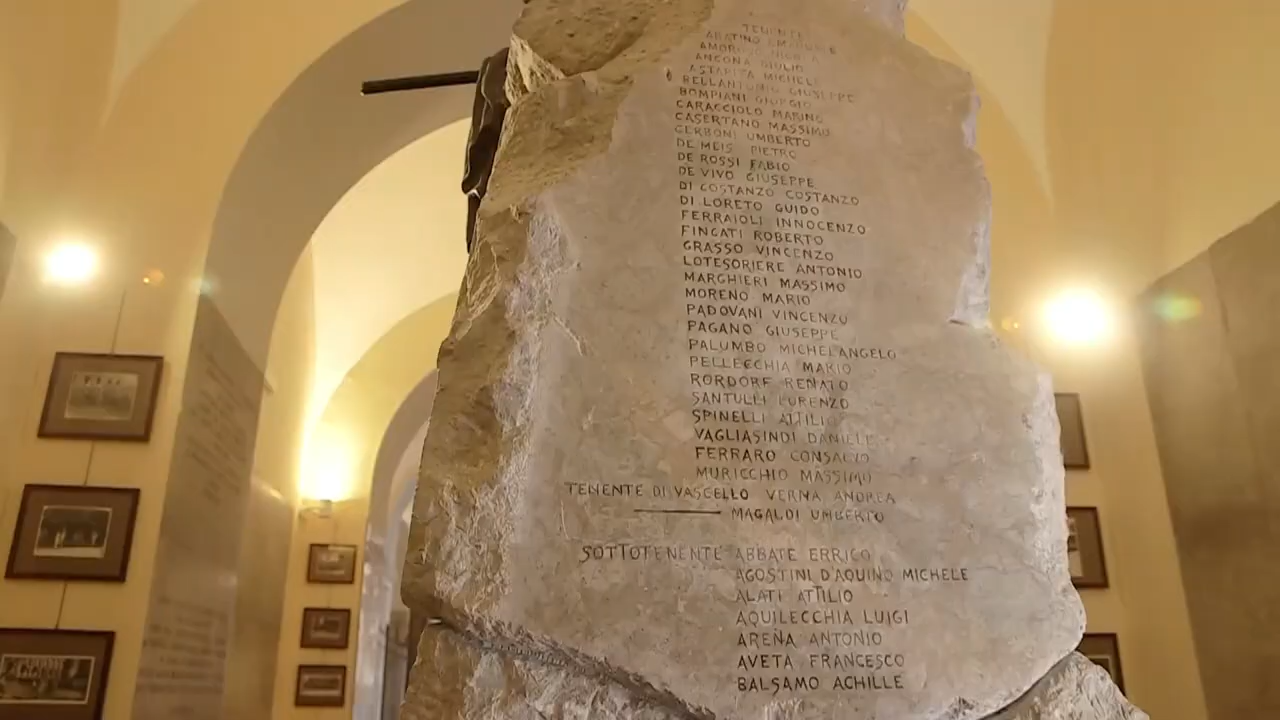 TENENTE
ABATINO EMANUELE
AMOROSO NICOLA
ANCONA GIULIO
ASTARITA MICHELE
BELLANTONIO GIUSEPPE
BOMPIANI GIORGIO
CARACCIOLO MARINO
CASERTANO MASSIMO
CERBONI UMBERTO
DE MEIS PIETRO
DE ROSSI FABIO
DE VIVO GIUSEPPE
DI COSTANZO COSTANZO
DI LORETO GUIDO
FERRAIOLI INNOCENZO
FINCATI ROBERTO
GRASSO VINCENZO
LOTESORIERE ANTONIO
MARGHIERI MASSIMO
MORENO MARIO
PADOVANI VINCENZO
PAGANO GIUSEPPE
PALUMBO MICHELANGELO
PELLECCHIA MARIO
RORDORF RENATO
SANTULLI LORENZO
SPINELLI ATTILIO
VAGLIASINDI DANIELE
FERRARO CONSALVO
MURICCHIO MASSIMO
TENENTE DI VASCELLO VERNA ANDREA
MAGALDI UMBERTO
SOTTOTENENTE ABBATE ERRICO
AGOSTINI D'AQUINO MICHELE
ALATI ATTILIO
AQUILECCHIA LUIGI
ARENA ANTONIO
AVETA FRANCESCO
BALSAMO ACHILLE